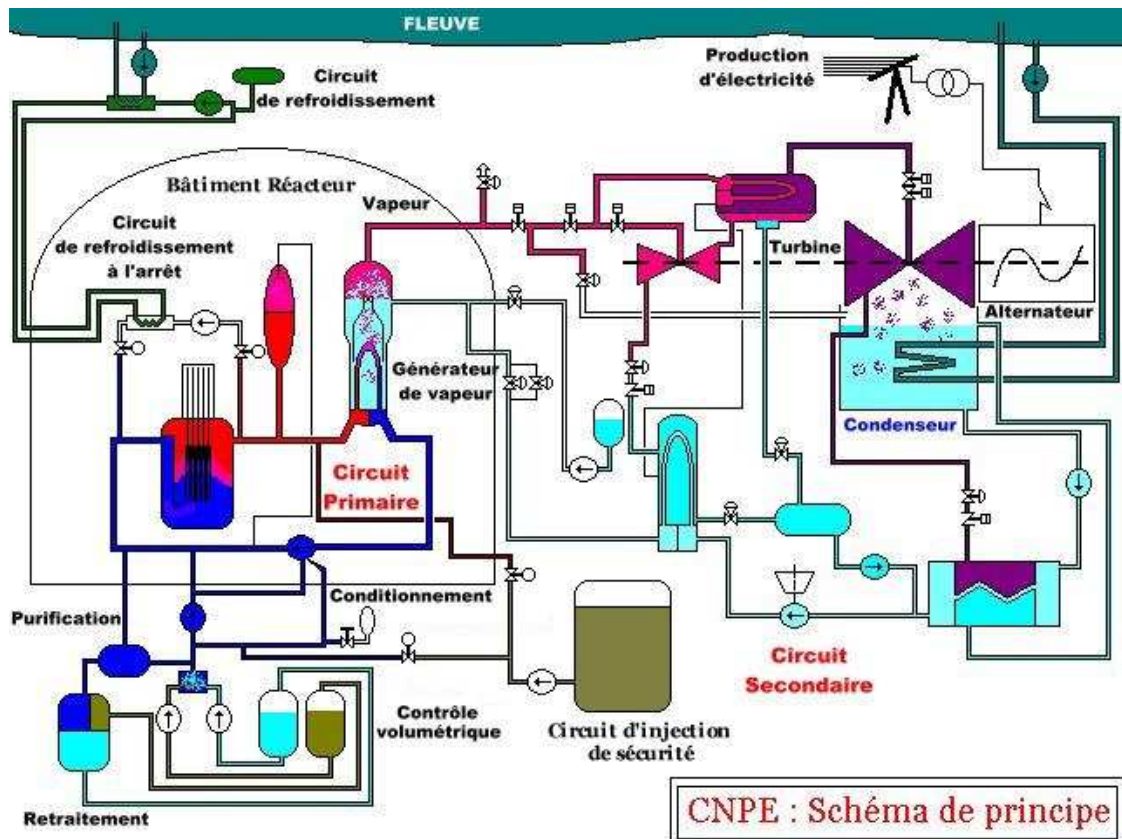 FLEUVE
Circuit
de refroidissement
Production
d'électricité
Bâtiment Réacteur
Vapeur
Circuit
de refroidissement
à l'arrêt
Turbine
Alternateur
Générateur
de vapeur
Condenseur
Circuit
Primaire
Purification
Conditionnement
Circuit
Secondaire
Contrôle
volumétrique
Circuit d'injection
de sécurité
Retraitement
CNPE : Schéma de principe